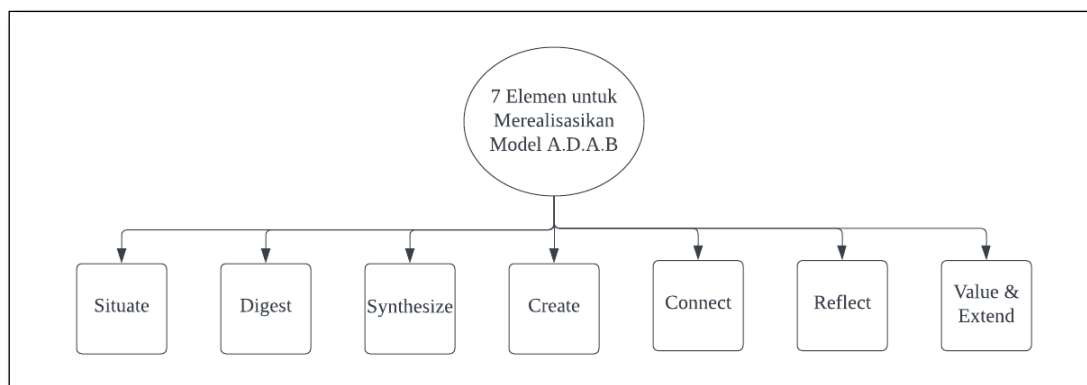 7 Elemen untuk
Merealisasikan
Model A.D.A.B
Situate
Digest
Synthesize
Create
Connect
Reflect
Value &
Extend